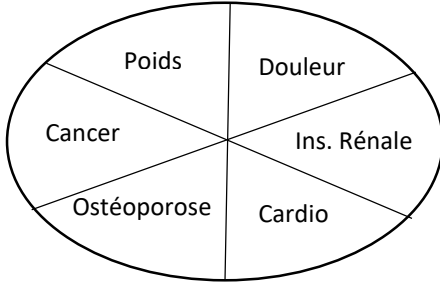 Poids
Douleur
Cancer
Ins. Rénale
Ostéoporose
Cardio